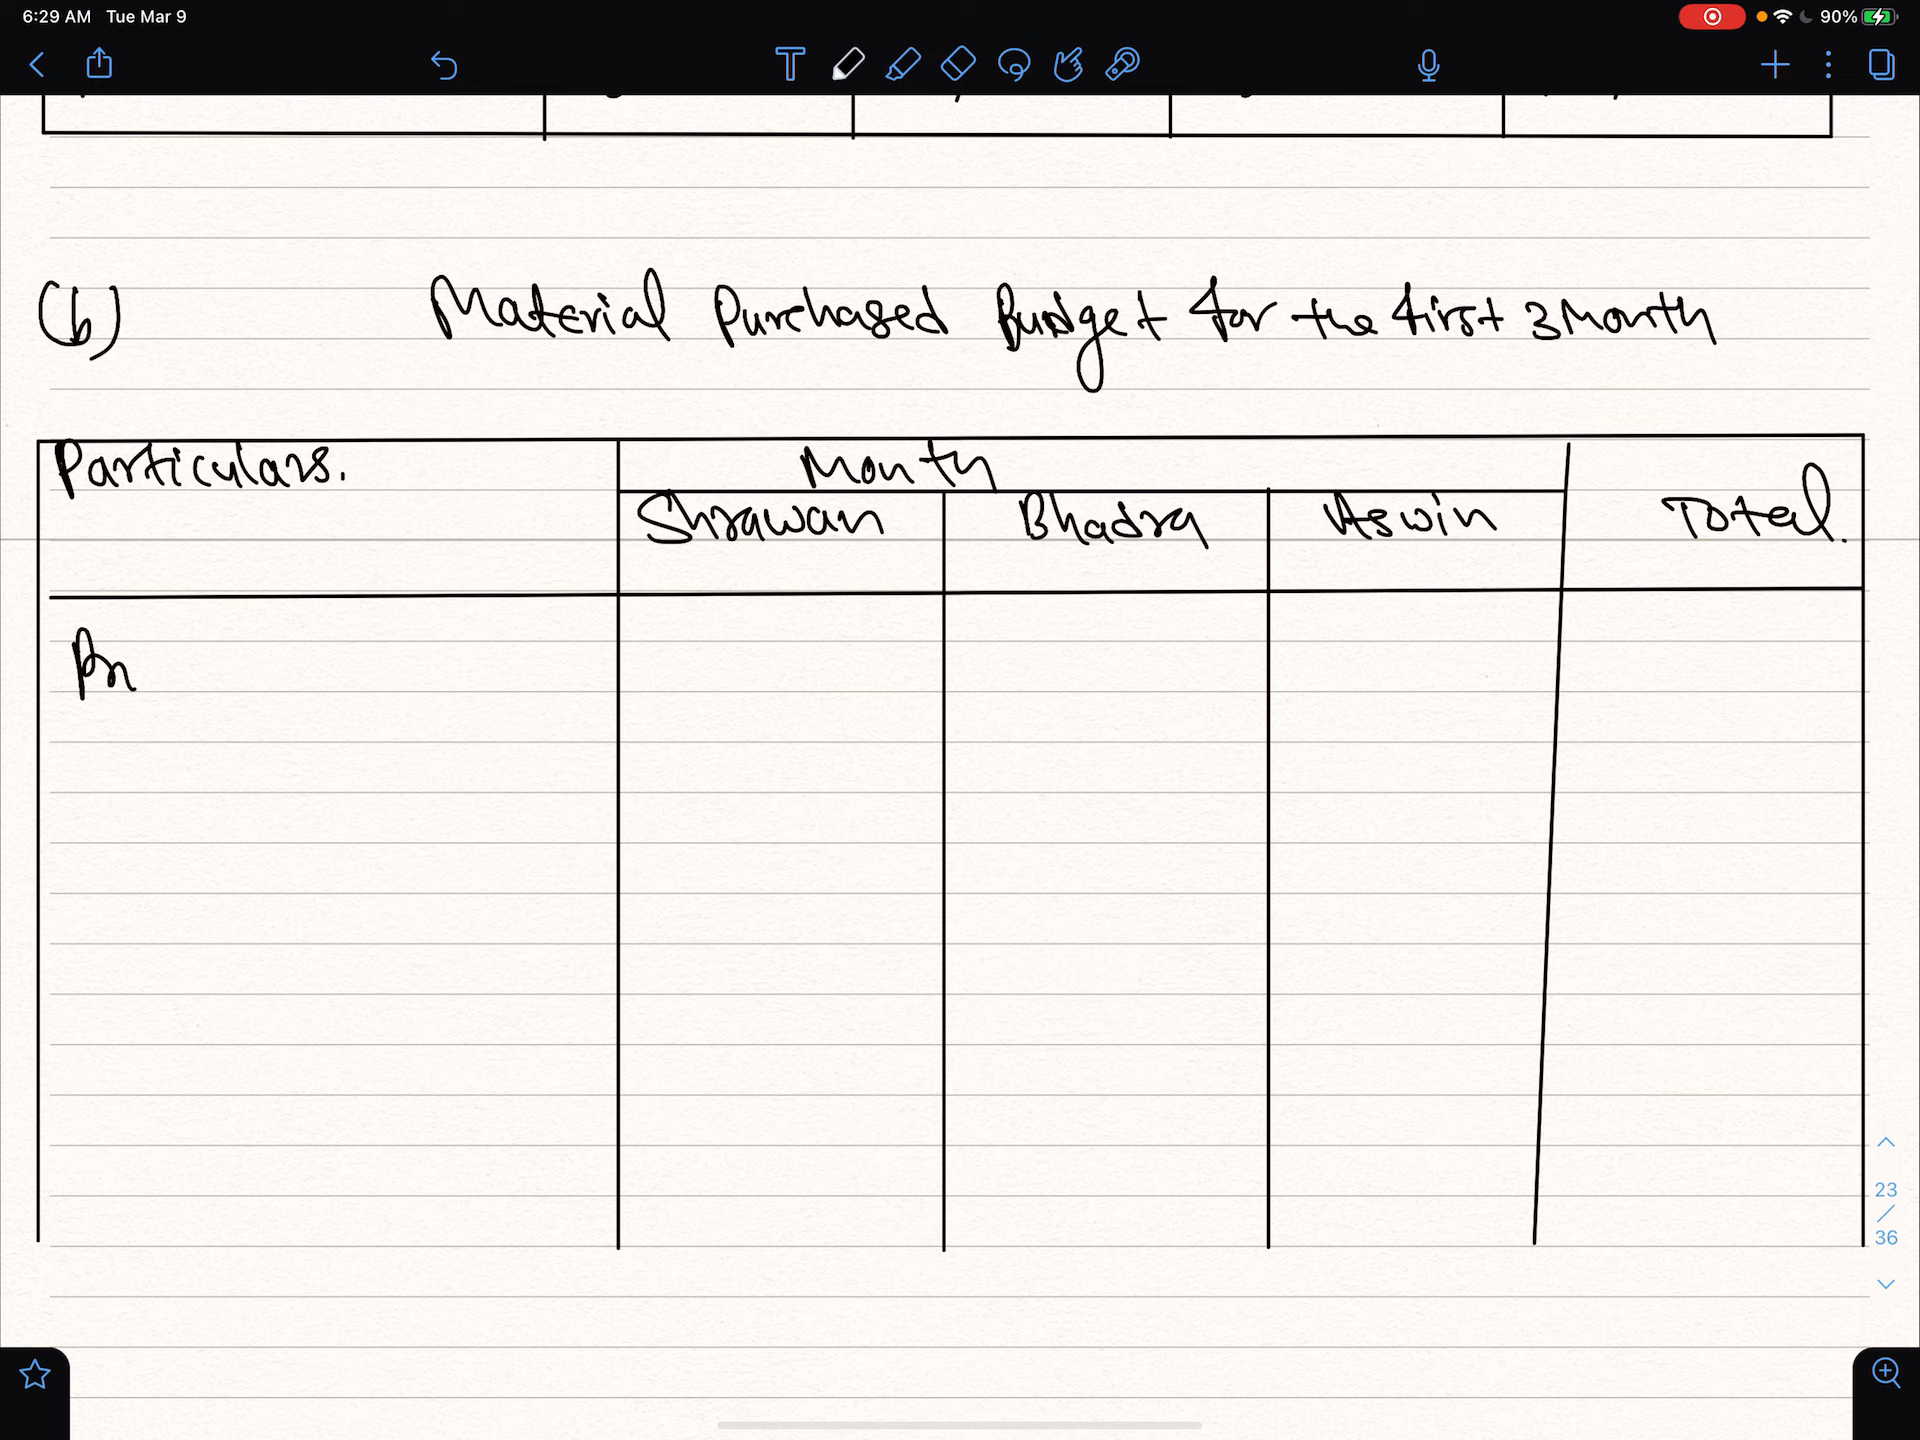 6:29 AM Tue Mar 9 90%
(b) Material Purchased Budget for the first 3 Month
Particulars. Month Total.
Shrawan Bhadra Aswin
Pr
23
/
36